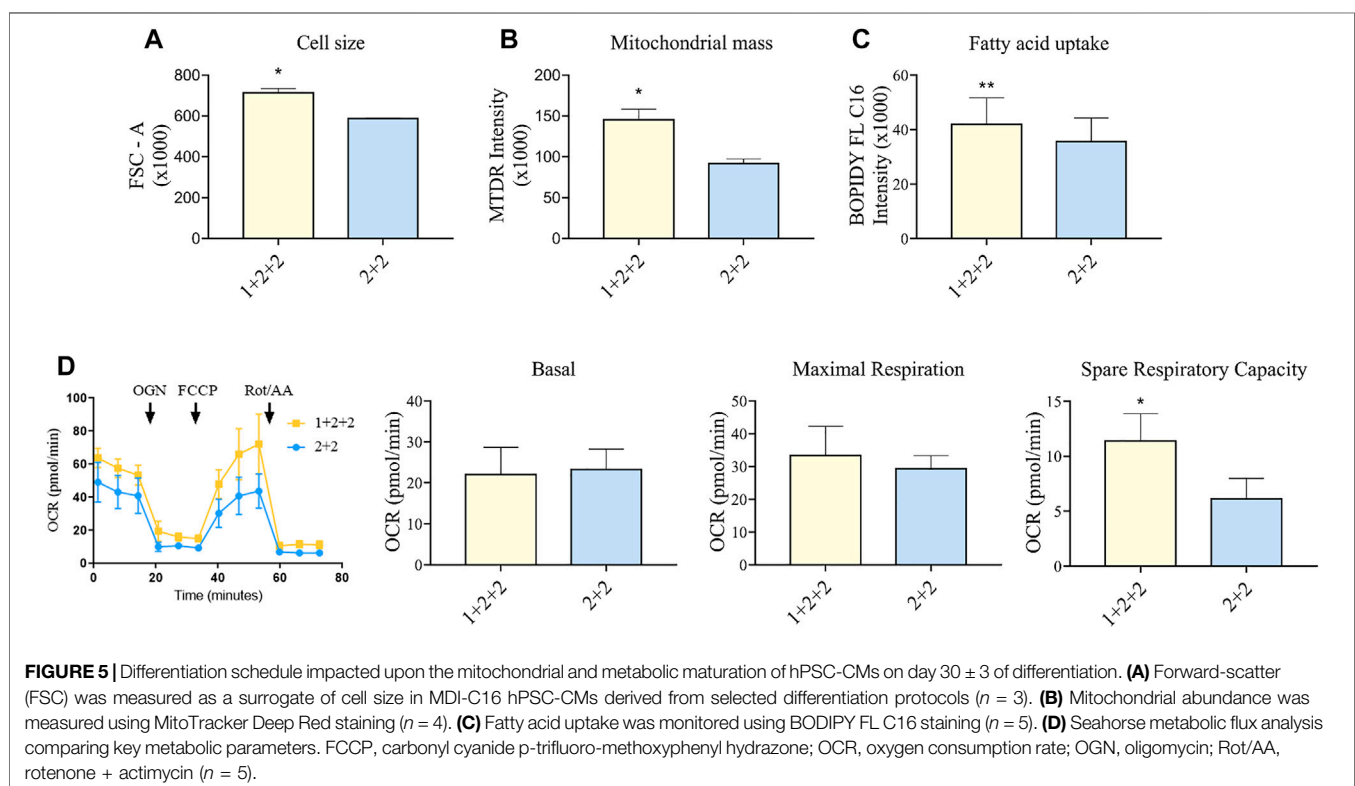 A
Cell size
FSC - A
(x1000)
800
600
400
200
0
*
1+2+2
2+2
B
Mitochondrial mass
MTDR Intensity
(x1000)
200
150
100
50
0
*
1+2+2
2+2
C
Fatty acid uptake
BOPIDY FL C16
Intensity (x1000)
60
40
20
0
**
1+2+2
2+2
D
OGN FCCP Rot/AA
OCR (pmol/min)
100
80
60
40
20
0
0 20 40 60 80
Time (minutes)
1+2+2
2+2
Basal
OCR (pmol/min)
40
30
20
10
0
1+2+2
2+2
Maximal Respiration
OCR (pmol/min)
50
40
30
20
10
0
1+2+2
2+2
Spare Respiratory Capacity
OCR (pmol/min)
15
10
5
0
*
1+2+2
2+2
FIGURE 5 | Differentiation schedule impacted upon the mitochondrial and metabolic maturation of hPSC-CMs on day 30 ± 3 of differentiation. (A) Forward-scatter
(FSC) was measured as a surrogate of cell size in MDI-C16 hPSC-CMs derived from selected differentiation protocols (n = 3). (B) Mitochondrial abundance was
measured using MitoTracker Deep Red staining (n = 4). (C) Fatty acid uptake was monitored using BODIPY FL C16 staining (n = 5). (D) Seahorse metabolic flux analysis
comparing key metabolic parameters. FCCP, carbonyl cyanide p-trifluoro-methoxyphenyl hydrazone; OCR, oxygen consumption rate; OGN, oligomycin; Rot/AA,
rotenone + actimycin (n = 5).